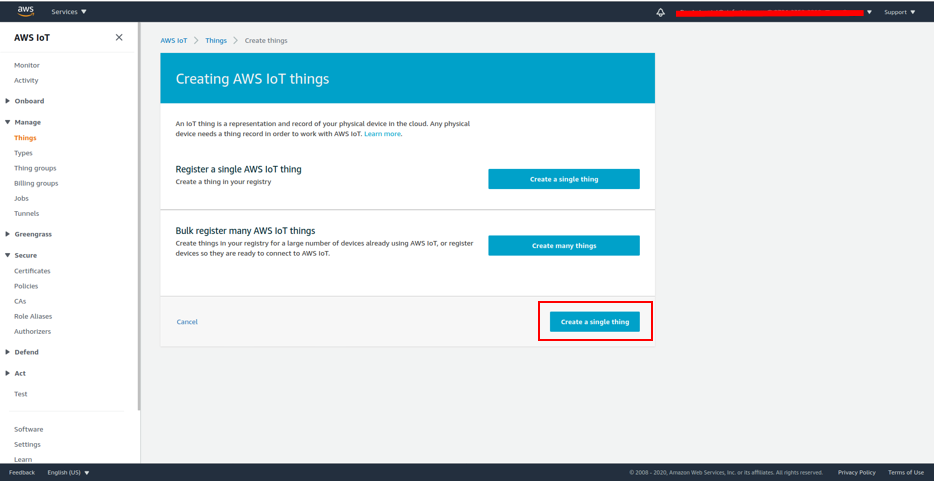 aws
Services
Support
AWS IoT
Monitor
Activity
Onboard
Manage
Things
Types
Thing groups
Billing groups
Jobs
Tunnels
Greengrass
Secure
Certificates
Policies
CAs
Role Aliases
Authorizers
Defend
Act
Test
Software
Settings
Learn
AWS IoT Things Create things
Creating AWS IoT things
An IoT thing is a representation and record of your physical device in the cloud. Any physical
device needs a thing record in order to work with AWS IoT. Learn more.
Register a single AWS IoT thing
Create a thing in your registry
Create a single thing
Bulk register many AWS IoT things
Create things in your registry for a large number of devices already using AWS IoT, or register
devices so they are ready to connect to AWS IoT.
Create many things
Cancel
Create a single thing
Feedback
English (US)
© 2008 - 2020, Amazon Web Services, Inc. or its affiliates. All rights reserved.
Privacy Policy
Terms of Use